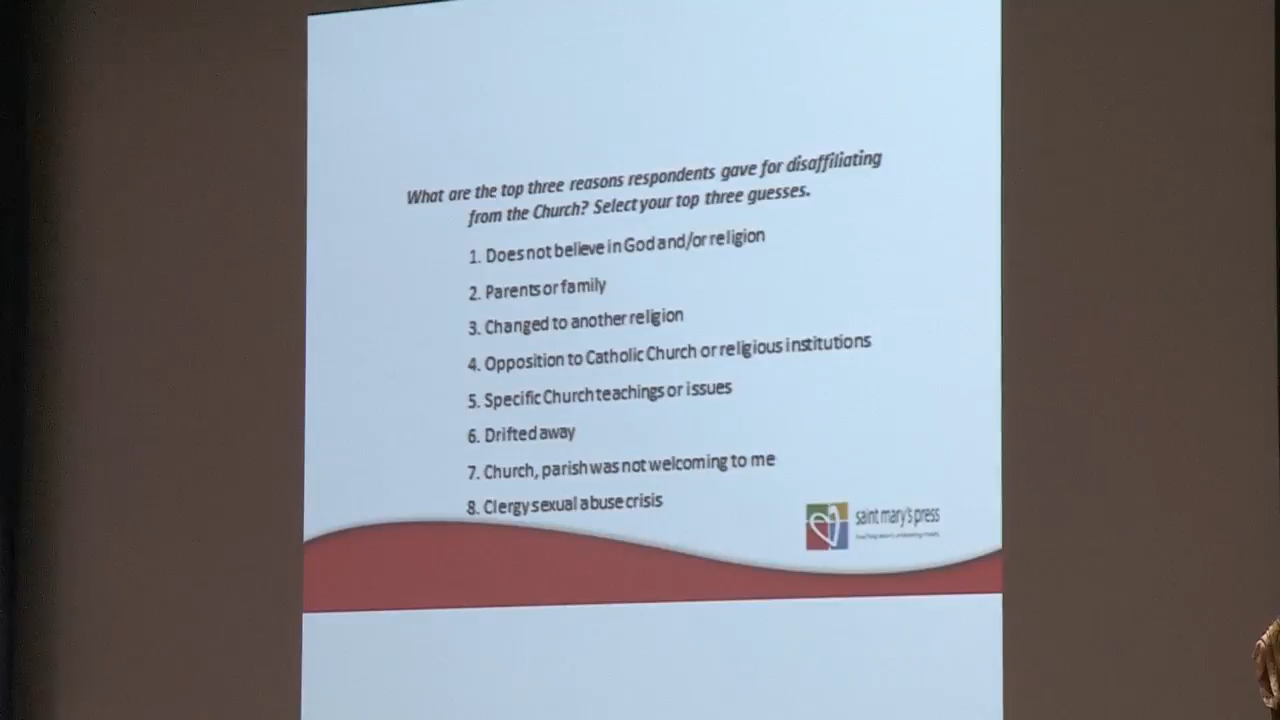 What are the top three reasons respondents gave for disaffiliating
from the Church? Select your top three guesses.
1. Does not believe in God and/or religion
2. Parents or family
3. Changed to another religion
4. Opposition to Catholic Church or religious institutions
5. Specific Church teachings or issues
6. Drifted away
7. Church, parish was not welcoming to me
8. Clergy sexual abuse crisis
saint mary's press